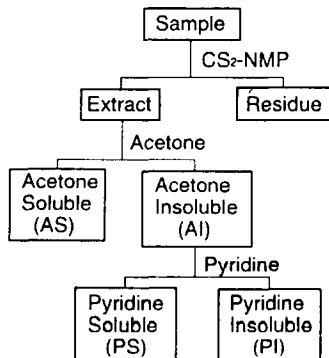 Sample
CS₂-NMP
Extract
Residue
Acetone
Acetone
Soluble
(AS)
Acetone
Insoluble
(AI)
Pyridine
Pyridine
Soluble
(PS)
Pyridine
Insoluble
(PI)